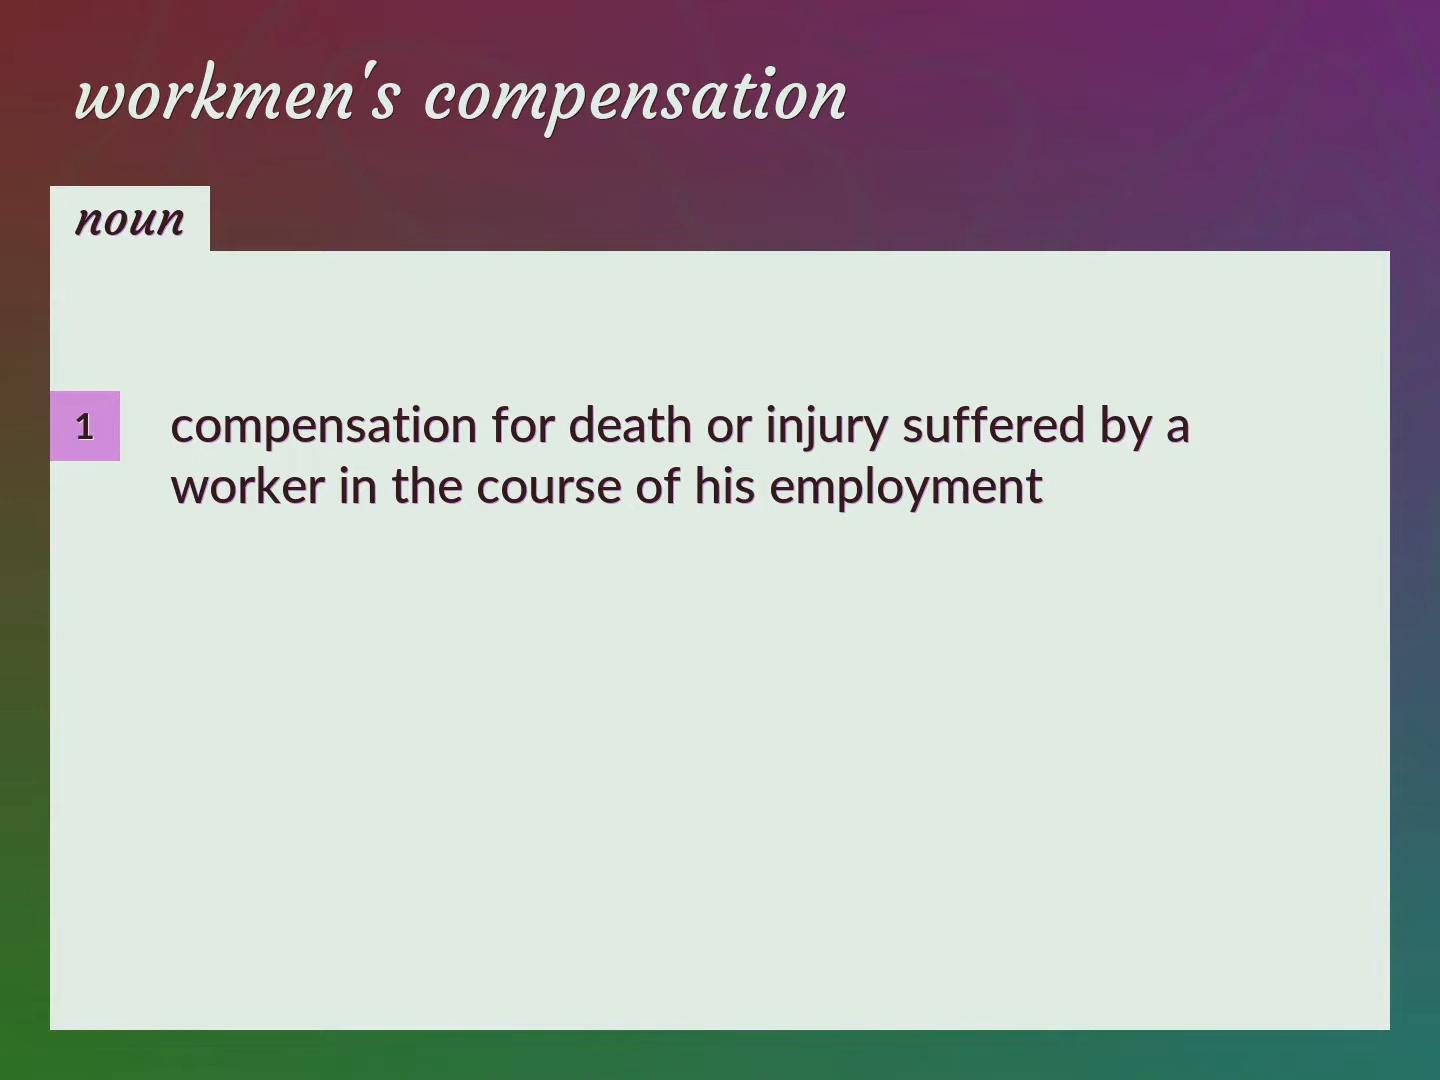 workmen's compensation
noun
1
compensation for death or injury suffered by a
worker in the course of his employment